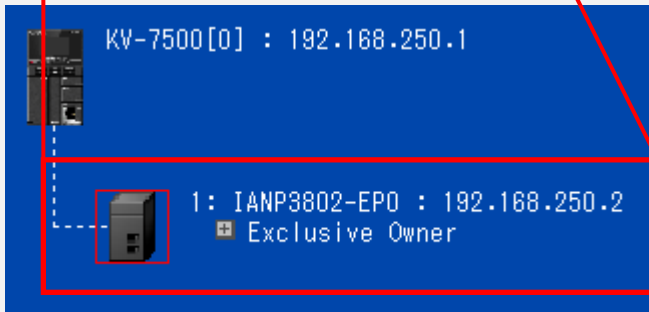 KV-7500[0] : 192.168.250.1
1: IANP3802-EP0 : 192.168.250.2
Exclusive Owner